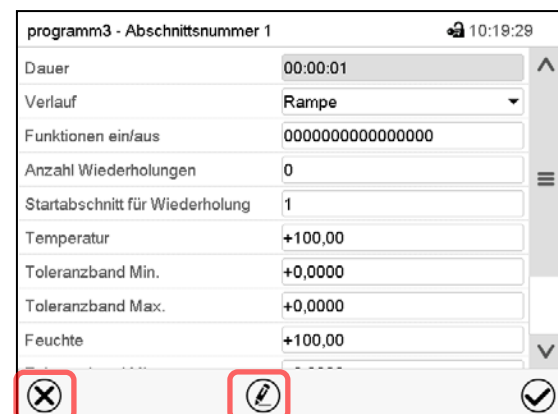 programm3 - Abschnittsnummer 1 10:19:29
Dauer 00:00:01
Verlauf Rampe
Funktionen ein/aus 0000000000000000
Anzahl Wiederholungen 0
Startabschnitt für Wiederholung 1
Temperatur +100,00
Toleranzband Min. +0,0000
Toleranzband Max. +0,0000
Feuchte +100,00